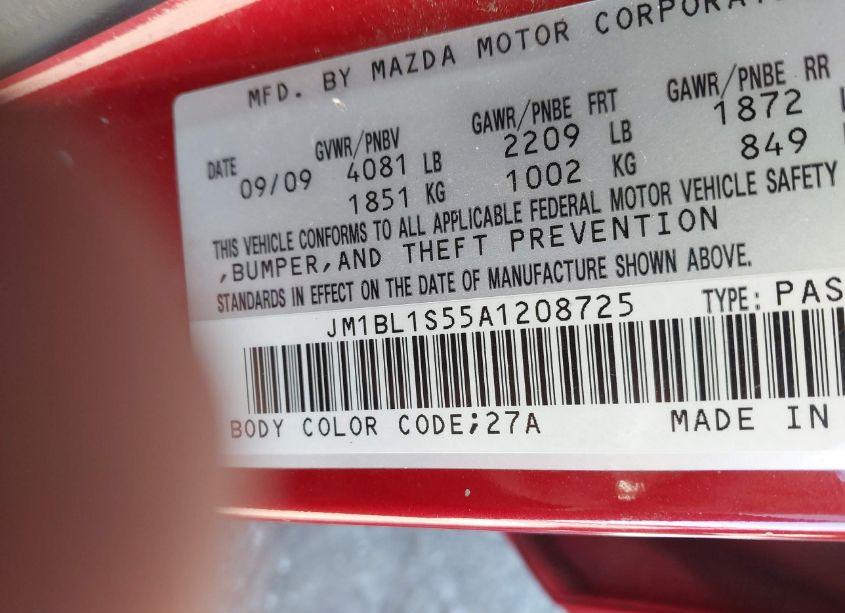 MFD. BY MAZDA MOTOR
DATE GVWR/PNBV GAWR/PNBE FRT GAWR/PNBE RR
09/09 4081 LB 2209 LB 1872
1851 KG 1002 KG 849
THIS VEHICLE CONFORMS TO ALL APPLICABLE FEDERAL MOTOR VEHICLE SAFETY
,BUMPER,AND THEFT PREVENTION
STANDARDS IN EFFECT ON THE DATE OF MANUFACTURE SHOWN ABOVE.
JM1BL1S55A1208725 TYPE: PAS
BODY COLOR CODE;27A MADE IN